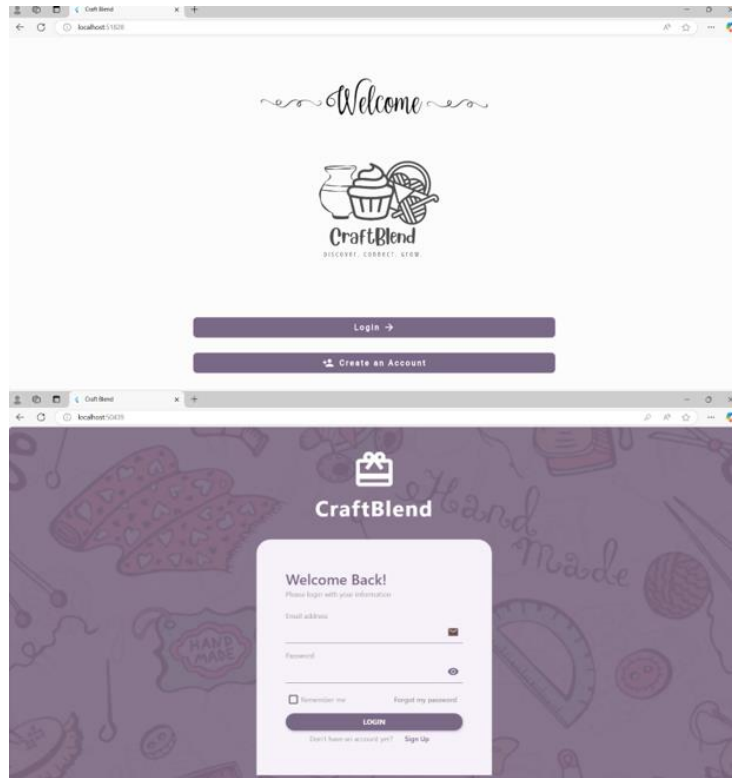 Craft Blend
localhost:51828
Welcome
CraftBlend
DISCOVER. CONNECT. GROW.
Login →
Create an Account
Craft Blend
localhost:50439
CraftBlend
Hand
made
HAND
MADE
Welcome Back!
Please login with your information
Email address
Password
Remember me
Forgot my password
LOGIN
Don't have an account yet? Sign Up